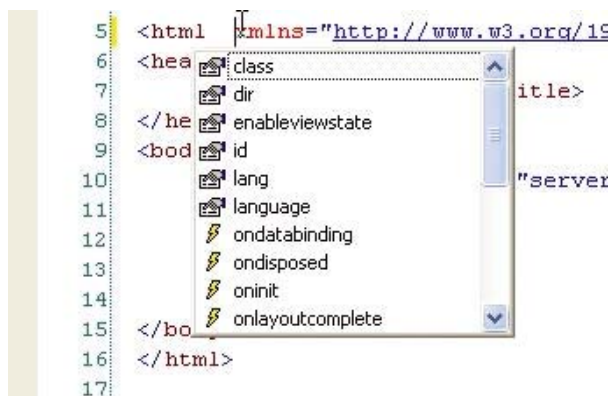 5 <html xmlns="http://www.w3.org/19
6 <hea
class
7 dir itle>
8 </he enableviewstate
9 <bod id
10 lang "server
11 language
12 ondatabinding
13 ondisposed
14 oninit
15 </bo onlayoutcomplete
16 </html>
17